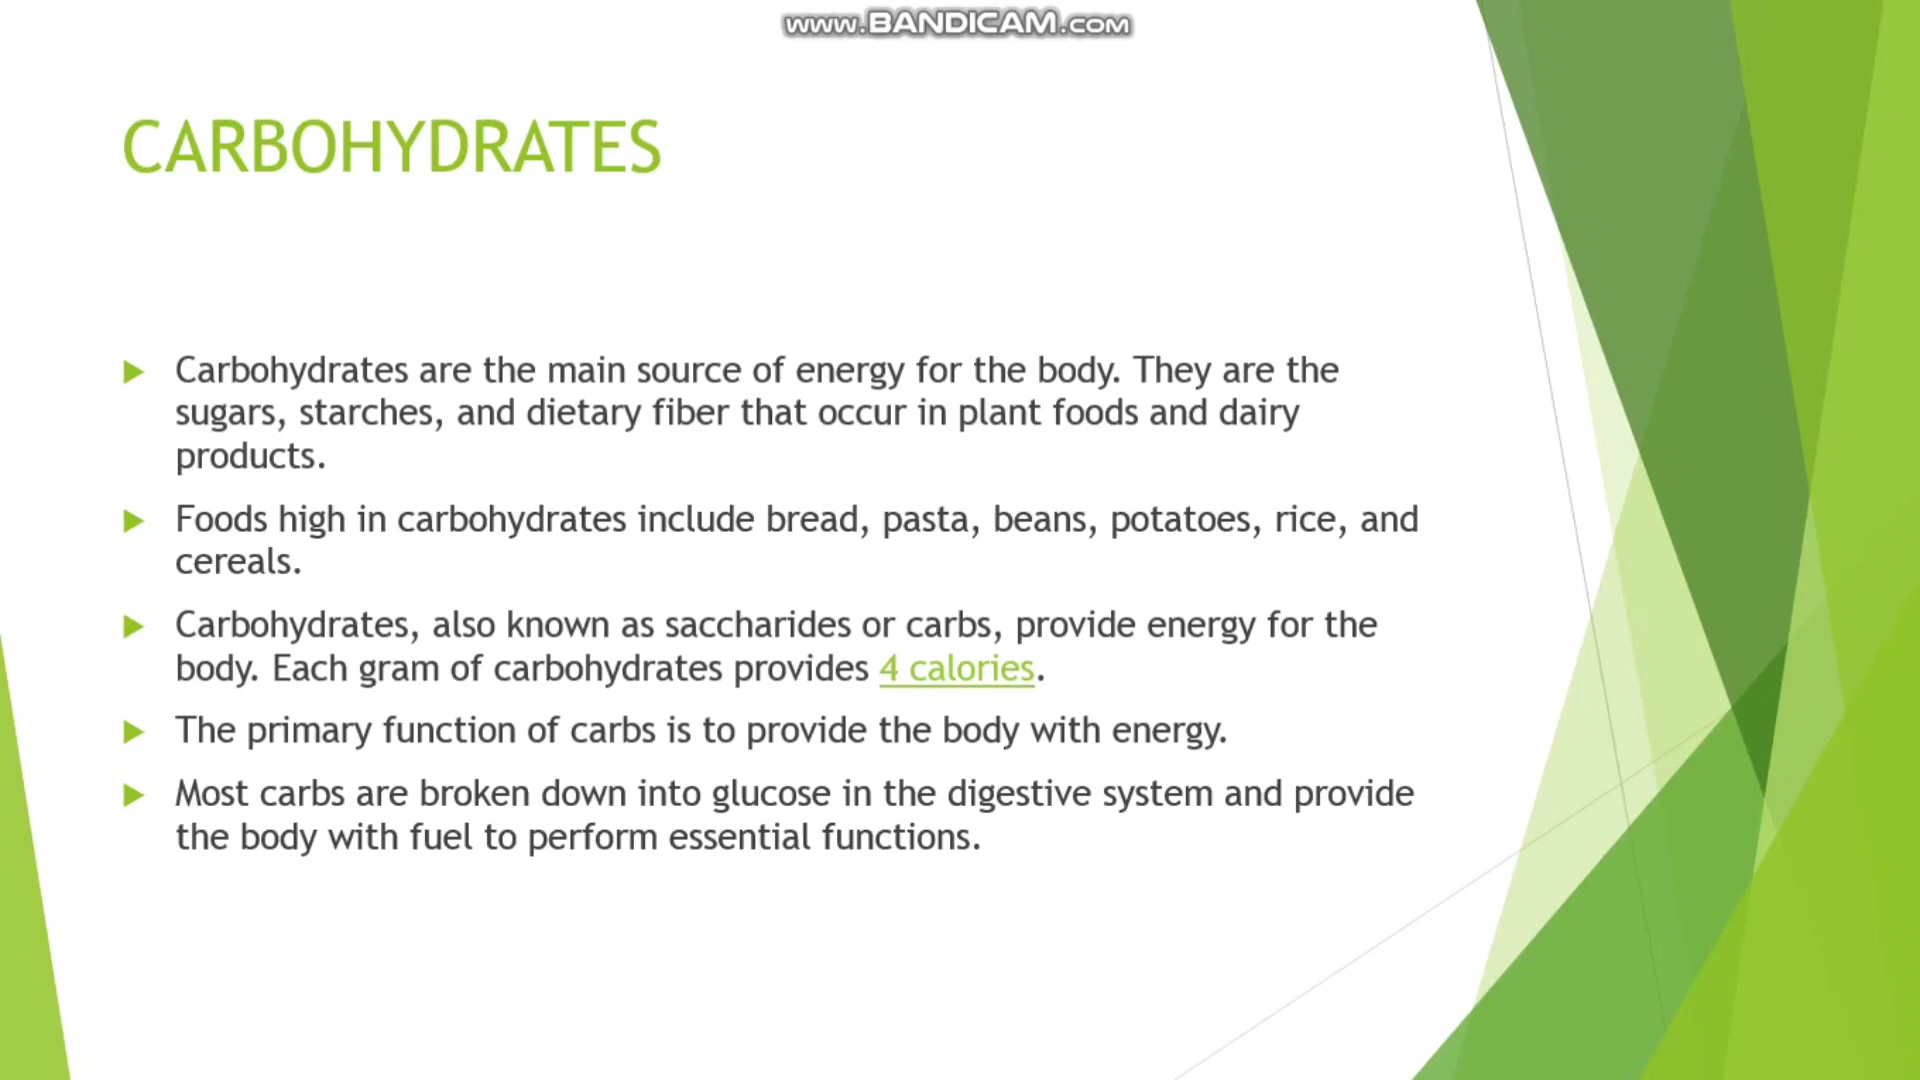 www.BANDICAM.com
CARBOHYDRATES
Carbohydrates are the main source of energy for the body. They are the
sugars, starches, and dietary fiber that occur in plant foods and dairy
products.
Foods high in carbohydrates include bread, pasta, beans, potatoes, rice, and
cereals.
Carbohydrates, also known as saccharides or carbs, provide energy for the
body. Each gram of carbohydrates provides 4 calories.
The primary function of carbs is to provide the body with energy.
Most carbs are broken down into glucose in the digestive system and provide
the body with fuel to perform essential functions.